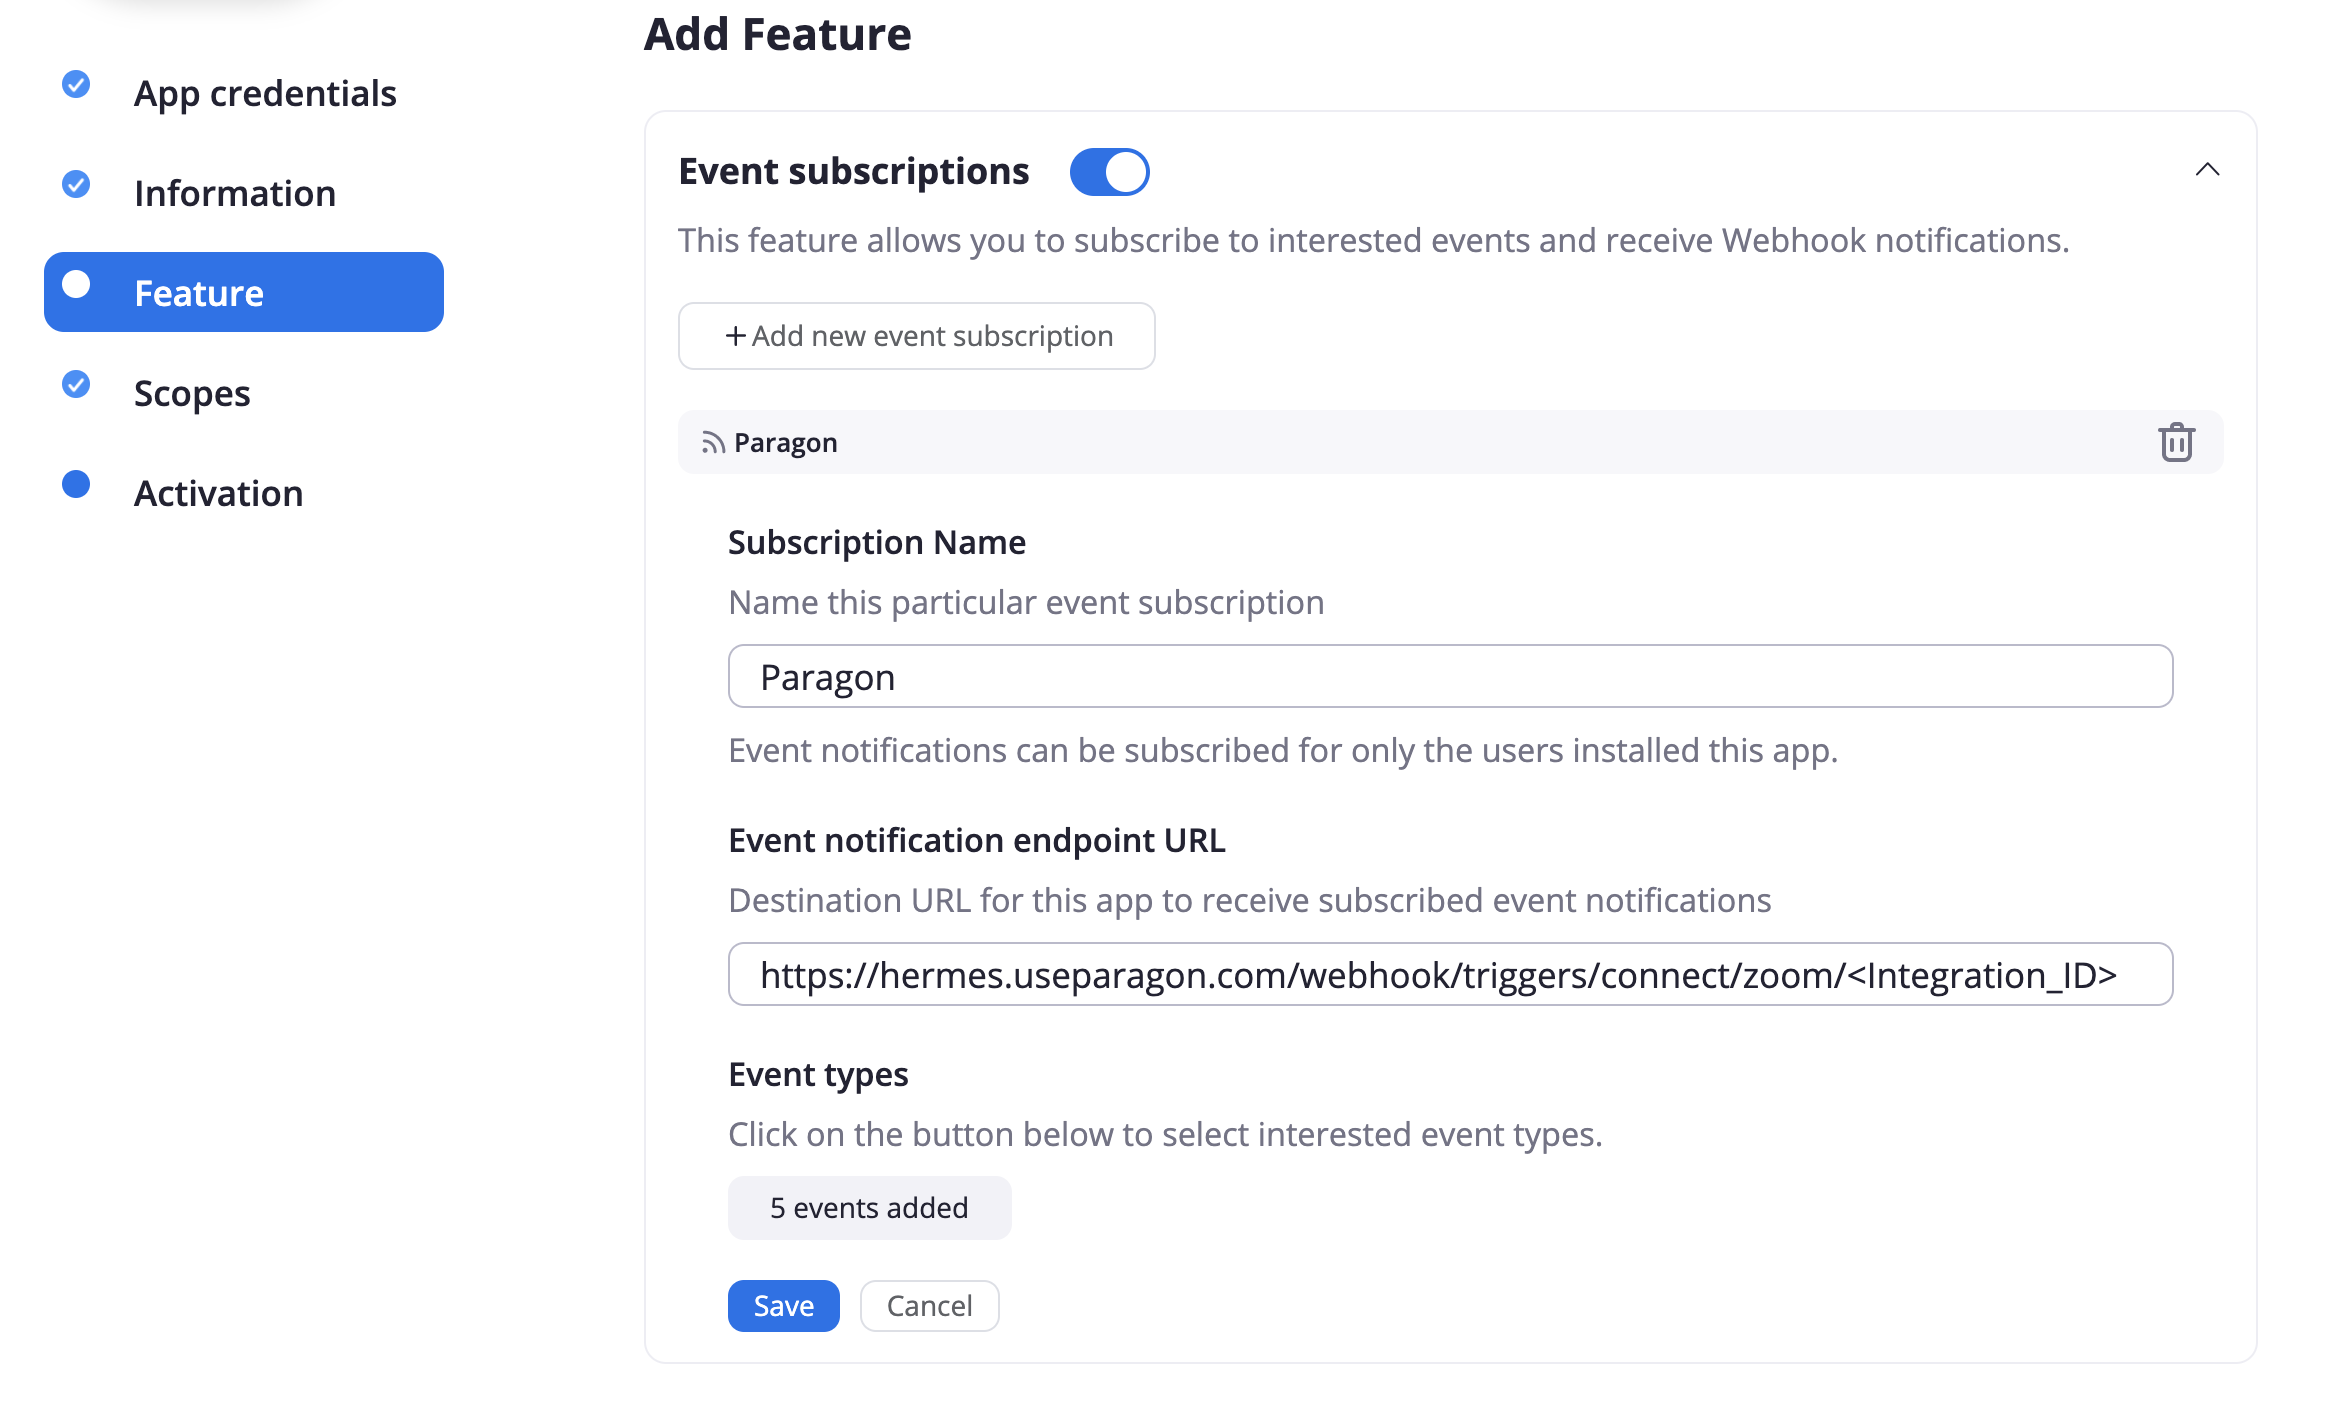 Add Feature
App credentials
Information
Feature
Scopes
Activation
Event subscriptions
This feature allows you to subscribe to interested events and receive Webhook notifications.
+ Add new event subscription
Paragon
Subscription Name
Name this particular event subscription
Paragon
Event notifications can be subscribed for only the users installed this app.
Event notification endpoint URL
Destination URL for this app to receive subscribed event notifications
https://hermes.useparagon.com/webhook/triggers/connect/zoom/<Integration_ID>
Event types
Click on the button below to select interested event types.
5 events added
Save
Cancel